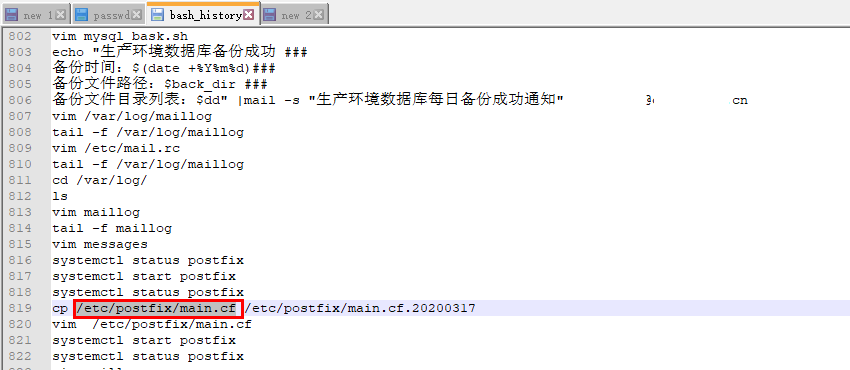 new 1 passwd bash_history new 2
802 vim mysql_bask.sh
803 echo "生产环境数据库备份成功 ###
804 备份时间：$(date +%Y%m%d)###
805 备份文件路径：$back_dir ###
806 备份文件目录列表：$dd" |mail -s "生产环境数据库每日备份成功通知" cn
807 vim /var/log/maillog
808 tail -f /var/log/maillog
809 vim /etc/mail.rc
810 tail -f /var/log/maillog
811 cd /var/log/
812 ls
813 vim maillog
814 tail -f maillog
815 vim messages
816 systemctl status postfix
817 systemctl start postfix
818 systemctl status postfix
819 cp /etc/postfix/main.cf /etc/postfix/main.cf.20200317
820 vim  /etc/postfix/main.cf
821 systemctl start postfix
822 systemctl status postfix